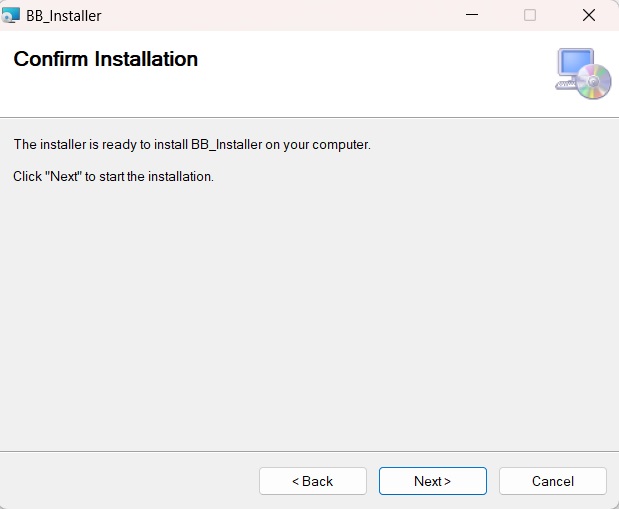 BB_Installer
Confirm Installation
The installer is ready to install BB_Installer on your computer.
Click "Next" to start the installation.
< Back
Next >
Cancel